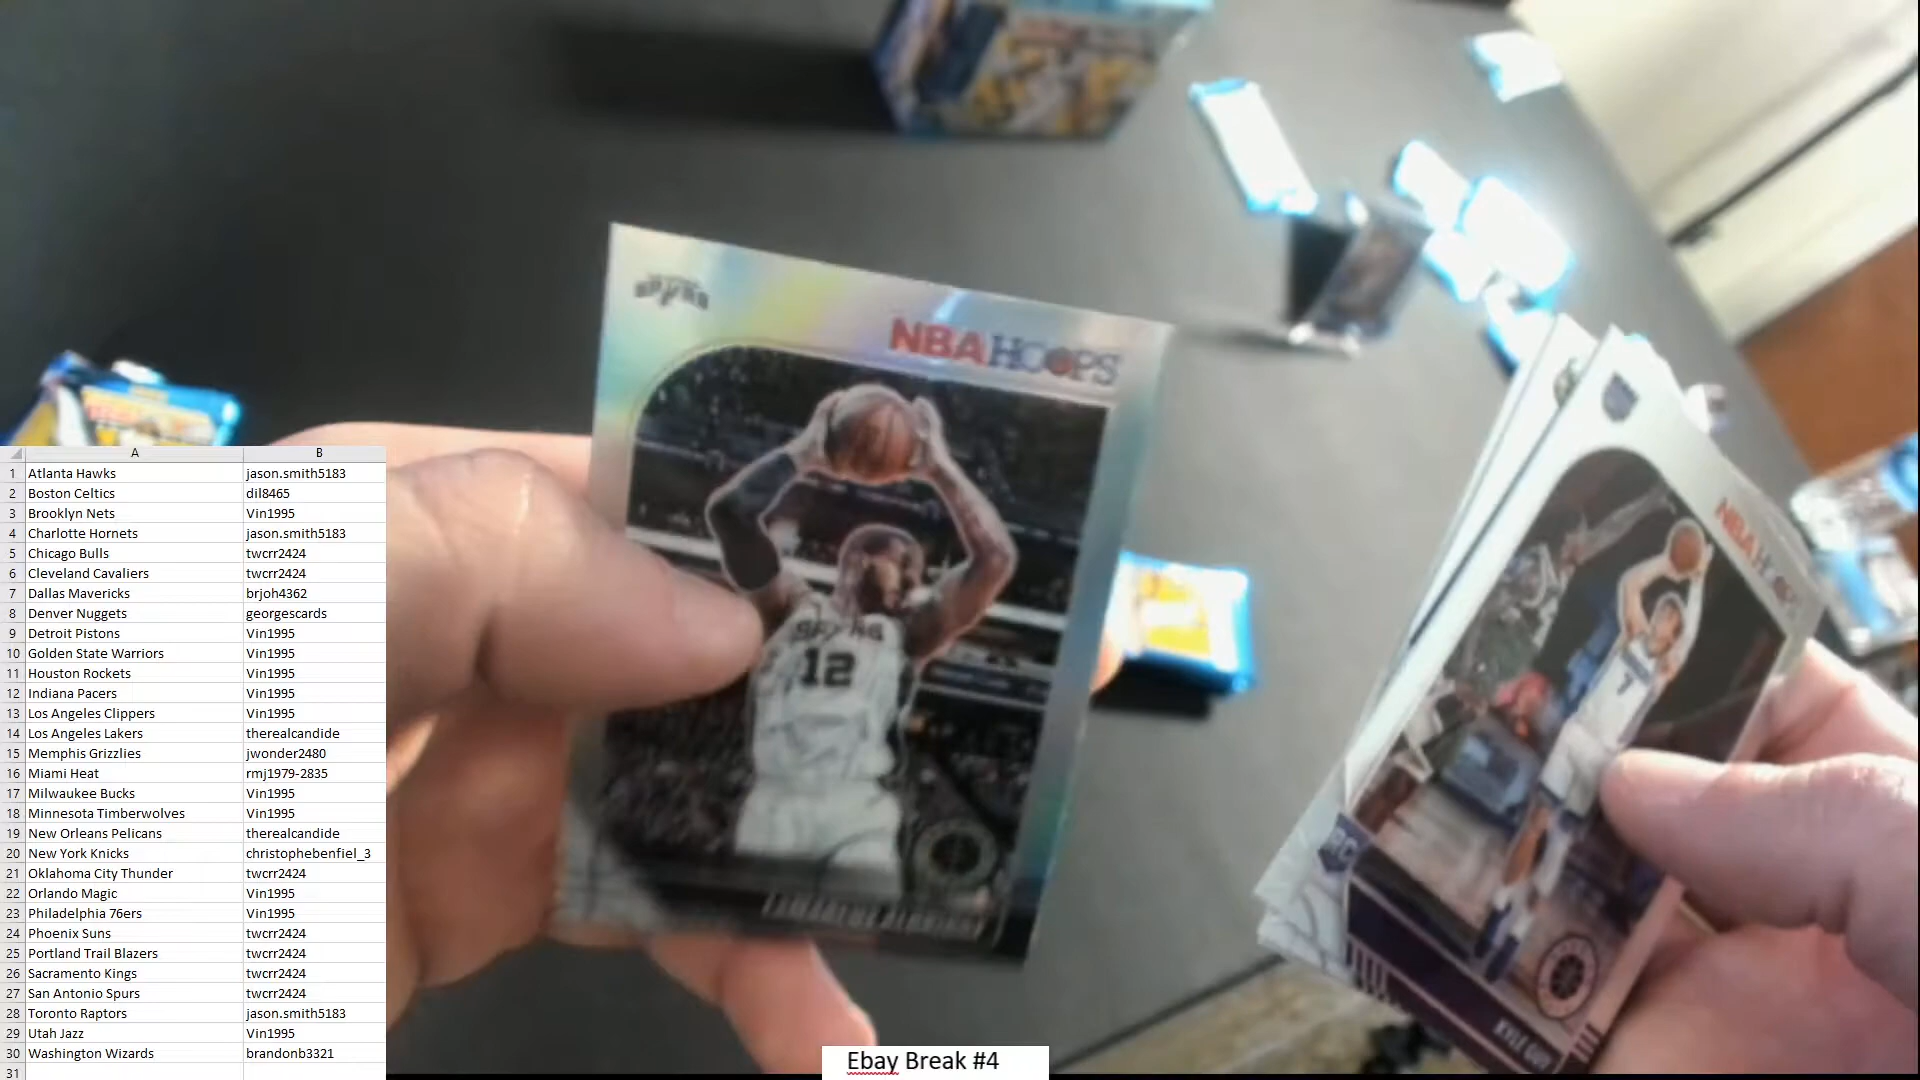 SPURS
NBA HOOPS
SPURS
12
NBA HOOPS
7
RC
KYLE GUY
A B
1 Atlanta Hawks jason.smith5183
2 Boston Celtics dil8465
3 Brooklyn Nets Vin1995
4 Charlotte Hornets jason.smith5183
5 Chicago Bulls twcrr2424
6 Cleveland Cavaliers twcrr2424
7 Dallas Mavericks brjoh4362
8 Denver Nuggets georgescards
9 Detroit Pistons Vin1995
10 Golden State Warriors Vin1995
11 Houston Rockets Vin1995
12 Indiana Pacers Vin1995
13 Los Angeles Clippers Vin1995
14 Los Angeles Lakers therealcandide
15 Memphis Grizzlies jwonder2480
16 Miami Heat rmj1979-2835
17 Milwaukee Bucks Vin1995
18 Minnesota Timberwolves Vin1995
19 New Orleans Pelicans therealcandide
20 New York Knicks christophebenfiel_3
21 Oklahoma City Thunder twcrr2424
22 Orlando Magic Vin1995
23 Philadelphia 76ers Vin1995
24 Phoenix Suns twcrr2424
25 Portland Trail Blazers twcrr2424
26 Sacramento Kings twcrr2424
27 San Antonio Spurs twcrr2424
28 Toronto Raptors jason.smith5183
29 Utah Jazz Vin1995
30 Washington Wizards brandonb3321
31
Ebay Break #4